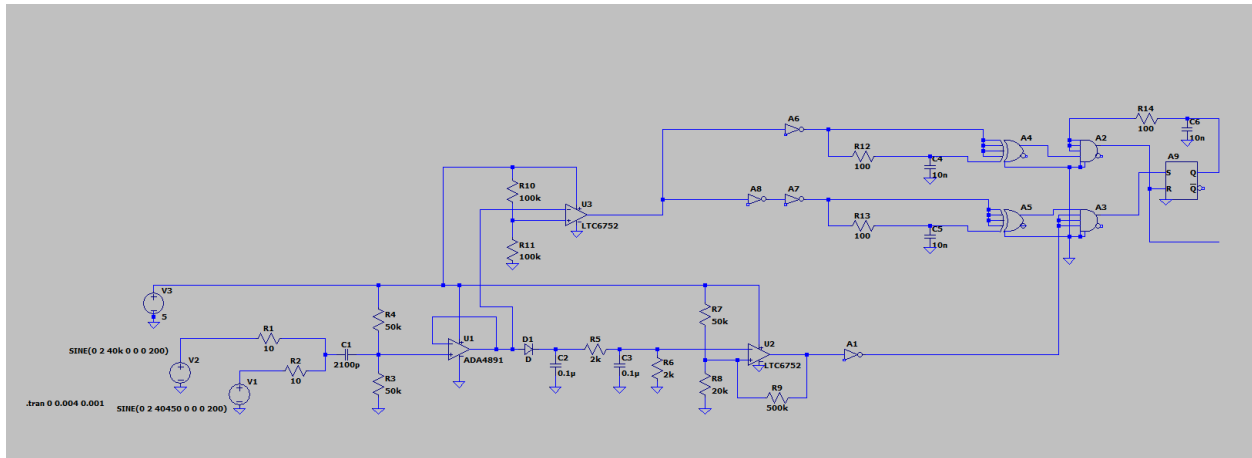 A6
R12
100
C4
10n
A4
A2
R14
100
C6
10n
A9
S
Q
R
Q
A8
A7
R13
100
C5
10n
A5
A3
R10
100k
U3
LTC6752
R11
100k
V3
5
R4
50k
U1
ADA4891
R3
50k
C1
2100p
R1
10
R2
10
SINE(0 2 40k 0 0 0 200)
V2
V1
.tran 0 0.004 0.001
SINE(0 2 40450 0 0 0 200)
D1
D
C2
0.1µ
R5
2k
C3
0.1µ
R6
2k
R7
50k
U2
LTC6752
R8
20k
R9
500k
A1